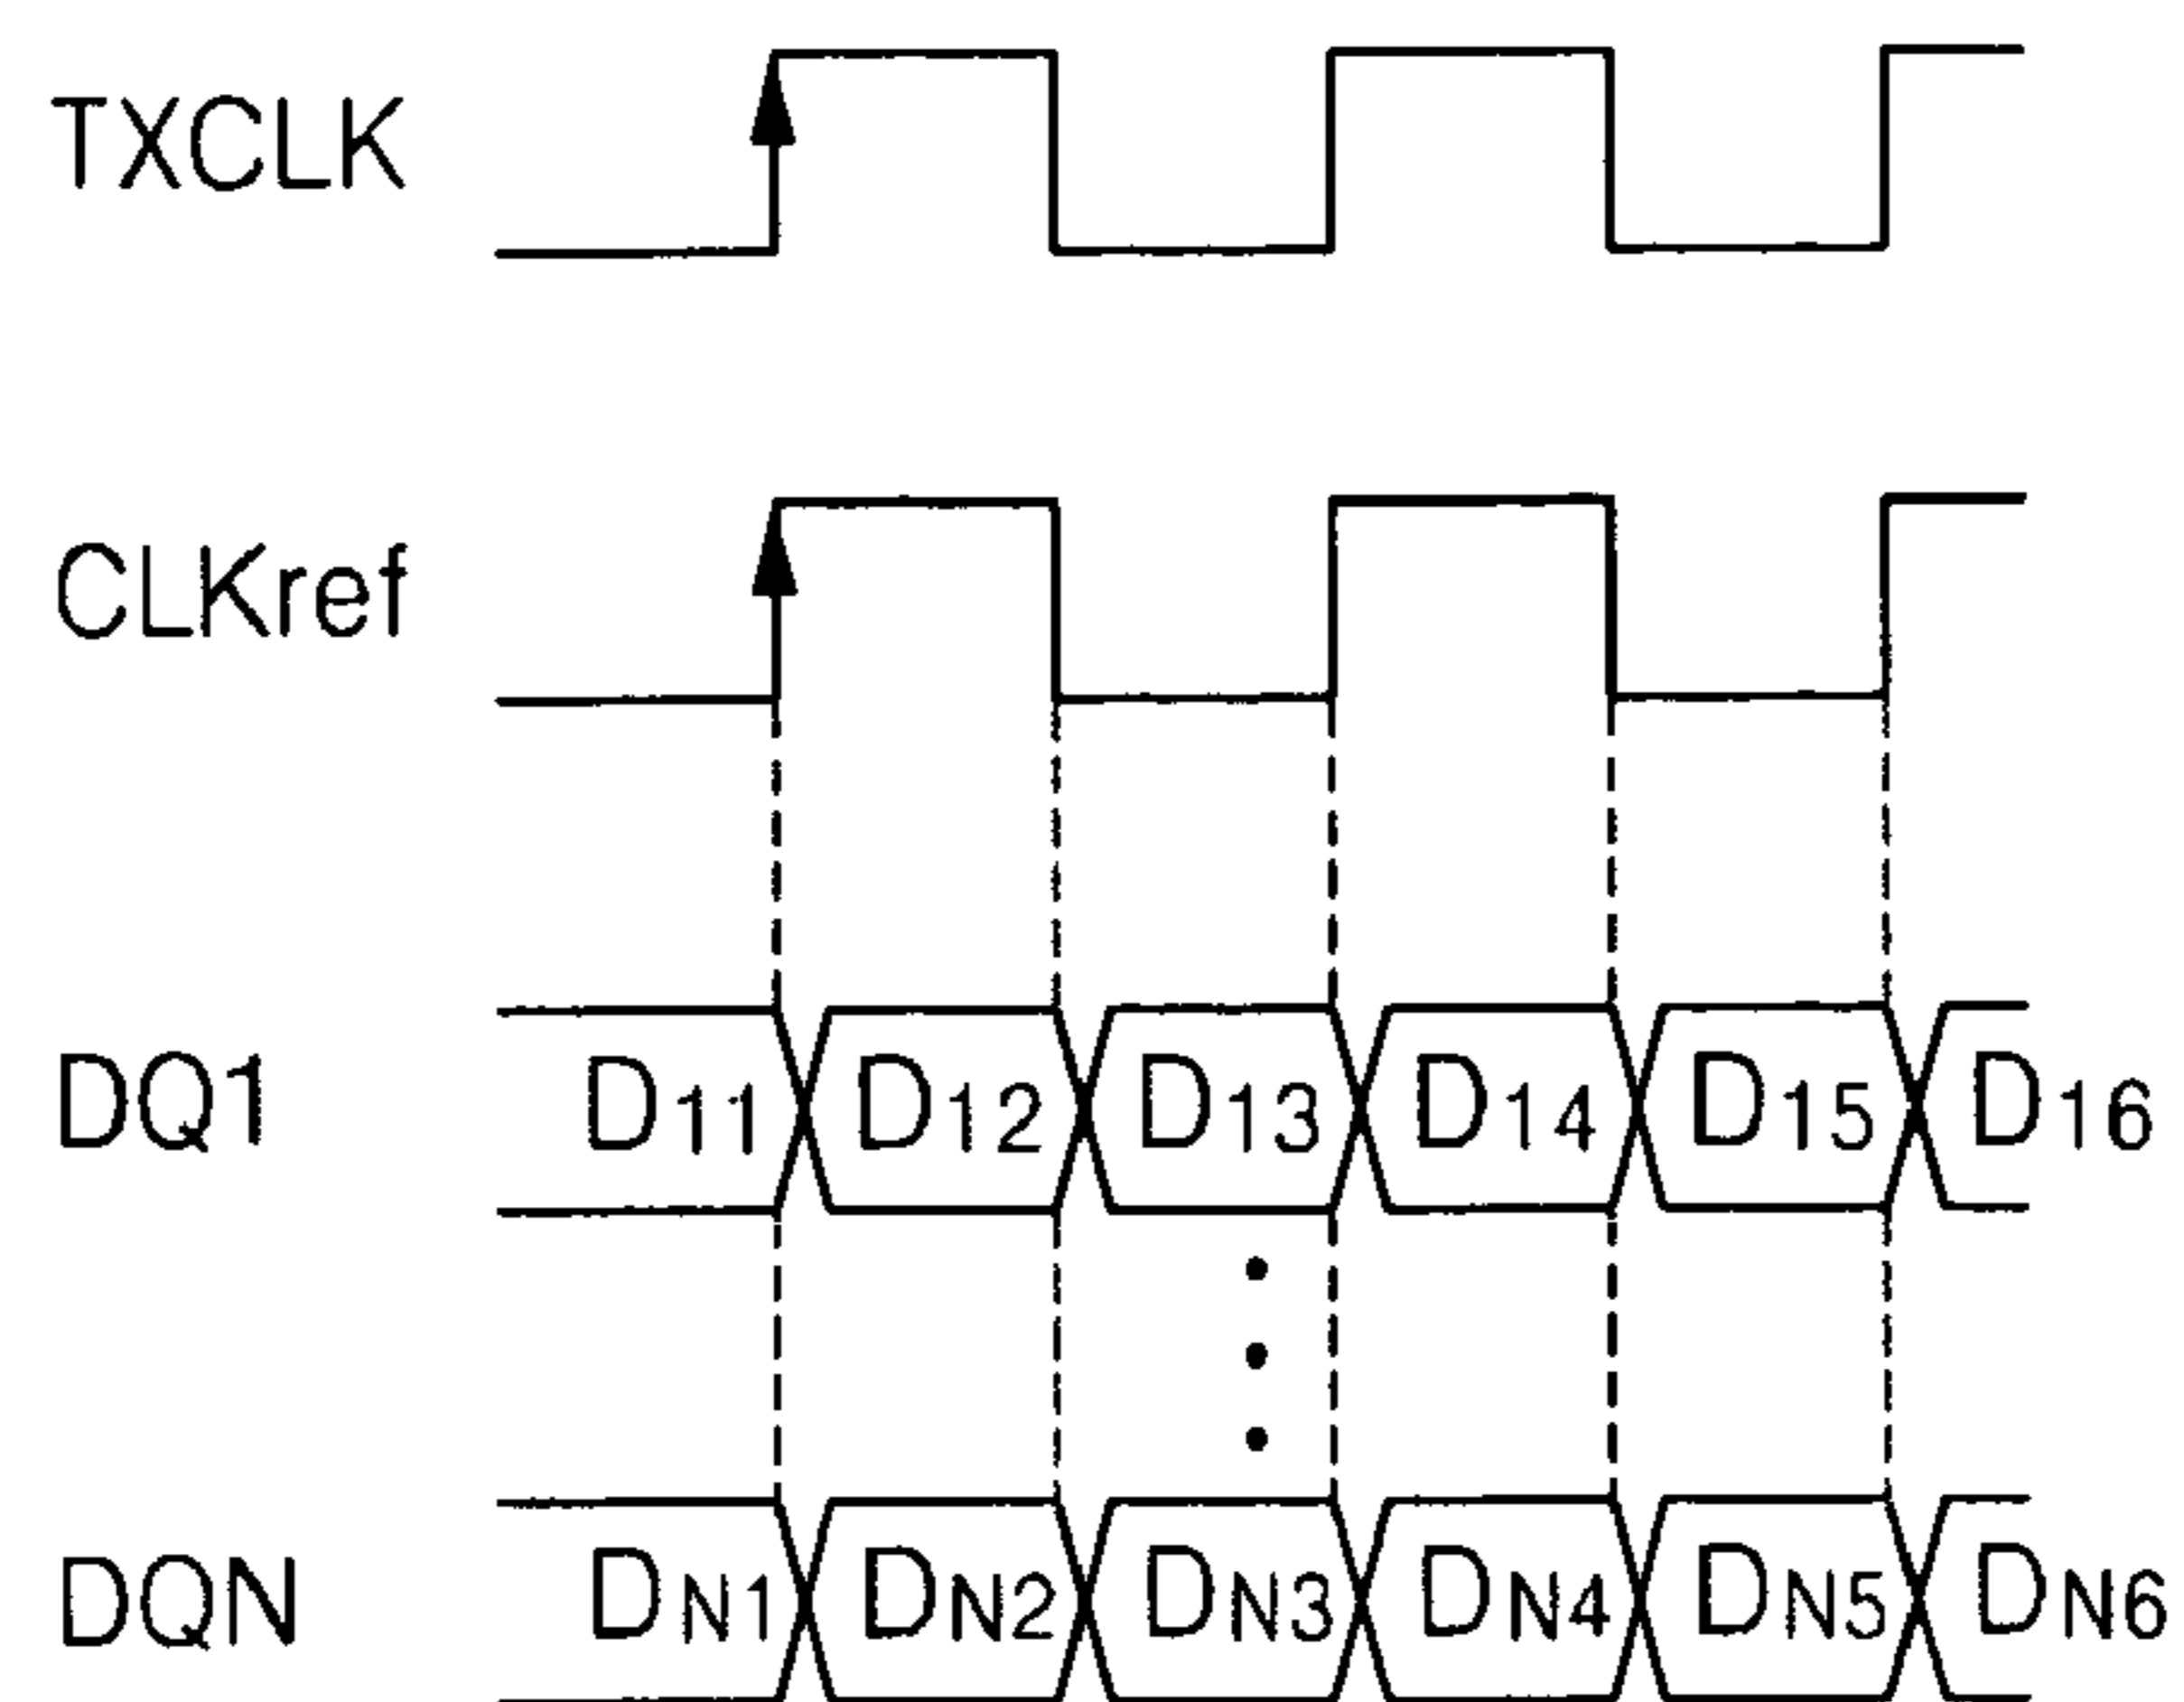 TXCLK
CLKref
DQ1 D11 D12 D13 D14 D15 D16
DQN DN1 DN2 DN3 DN4 DN5 DN6